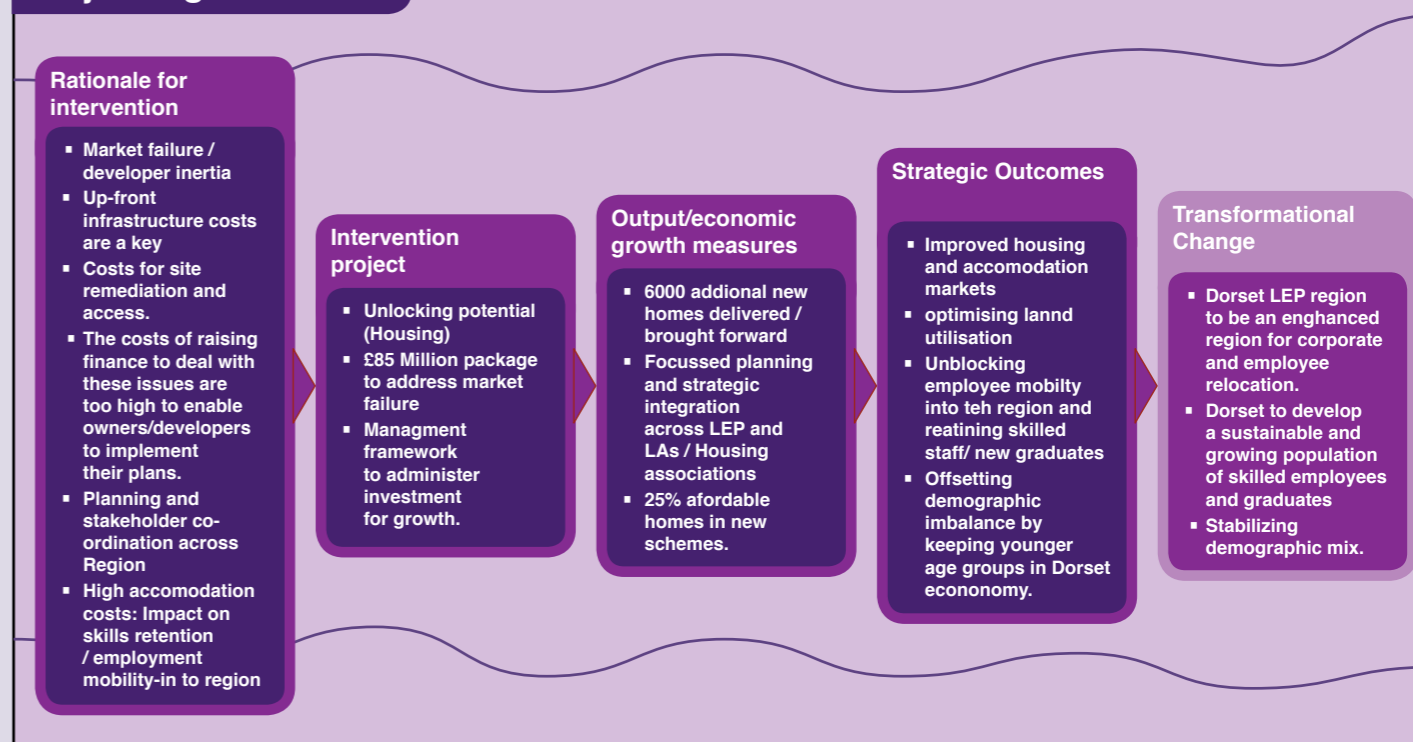 Rationale for
intervention
▪ Market failure /
developer inertia
▪ Up-front
infrastructure costs
are a key
▪ Costs for site
remediation and
access.
▪ The costs of raising
finance to deal with
these issues are
too high to enable
owners/developers
to implement
their plans.
▪ Planning and
stakeholder co-
ordination across
Region
▪ High accomodation
costs: Impact on
skills retention
/ employment
mobility-in to region
Intervention
project
▪ Unlocking potential
(Housing)
▪ £85 Million package
to address market
failure
▪ Managment
framework
to administer
investment
for growth.
Output/economic
growth measures
▪ 6000 addional new
homes delivered /
brought forward
▪ Focussed planning
and strategic
integration
across LEP and
LAs / Housing
associations
▪ 25% afordable
homes in new
schemes.
Strategic Outcomes
▪ Improved housing
and accomodation
markets
▪ optimising lannd
utilisation
▪ Unblocking
employee mobilty
into teh region and
reatining skilled
staff/ new graduates
▪ Offsetting
demographic
imbalance by
keeping younger
age groups in Dorset
econonomy.
Transformational
Change
▪ Dorset LEP region
to be an enghanced
region for corporate
and employee
relocation.
▪ Dorset to develop
a sustainable and
growing population
of skilled employees
and graduates
▪ Stabilizing
demographic mix.